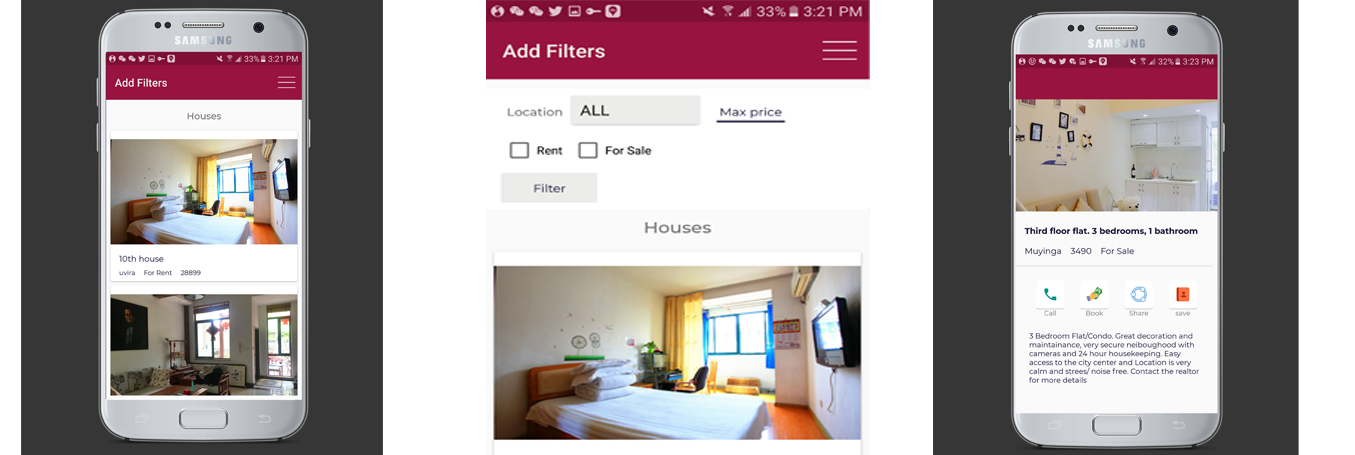 SAMSUNG
33% 3:21 PM
Add Filters
Houses
10th house
uvira For Rent 28899
33% 3:21 PM
Add Filters
Location ALL Max price
Rent For Sale
Filter
Houses
SAMSUNG
32% 3:23 PM
Third floor flat. 3 bedrooms, 1 bathroom
Muyinga 3490 For Sale
Call Book Share save
3 Bedroom Flat/Condo. Great decoration and
maintainance, very secure neiboughood with
cameras and 24 hour housekeeping. Easy
access to the city center and Location is very
calm and strees/ noise free. Contact the realtor
for more details